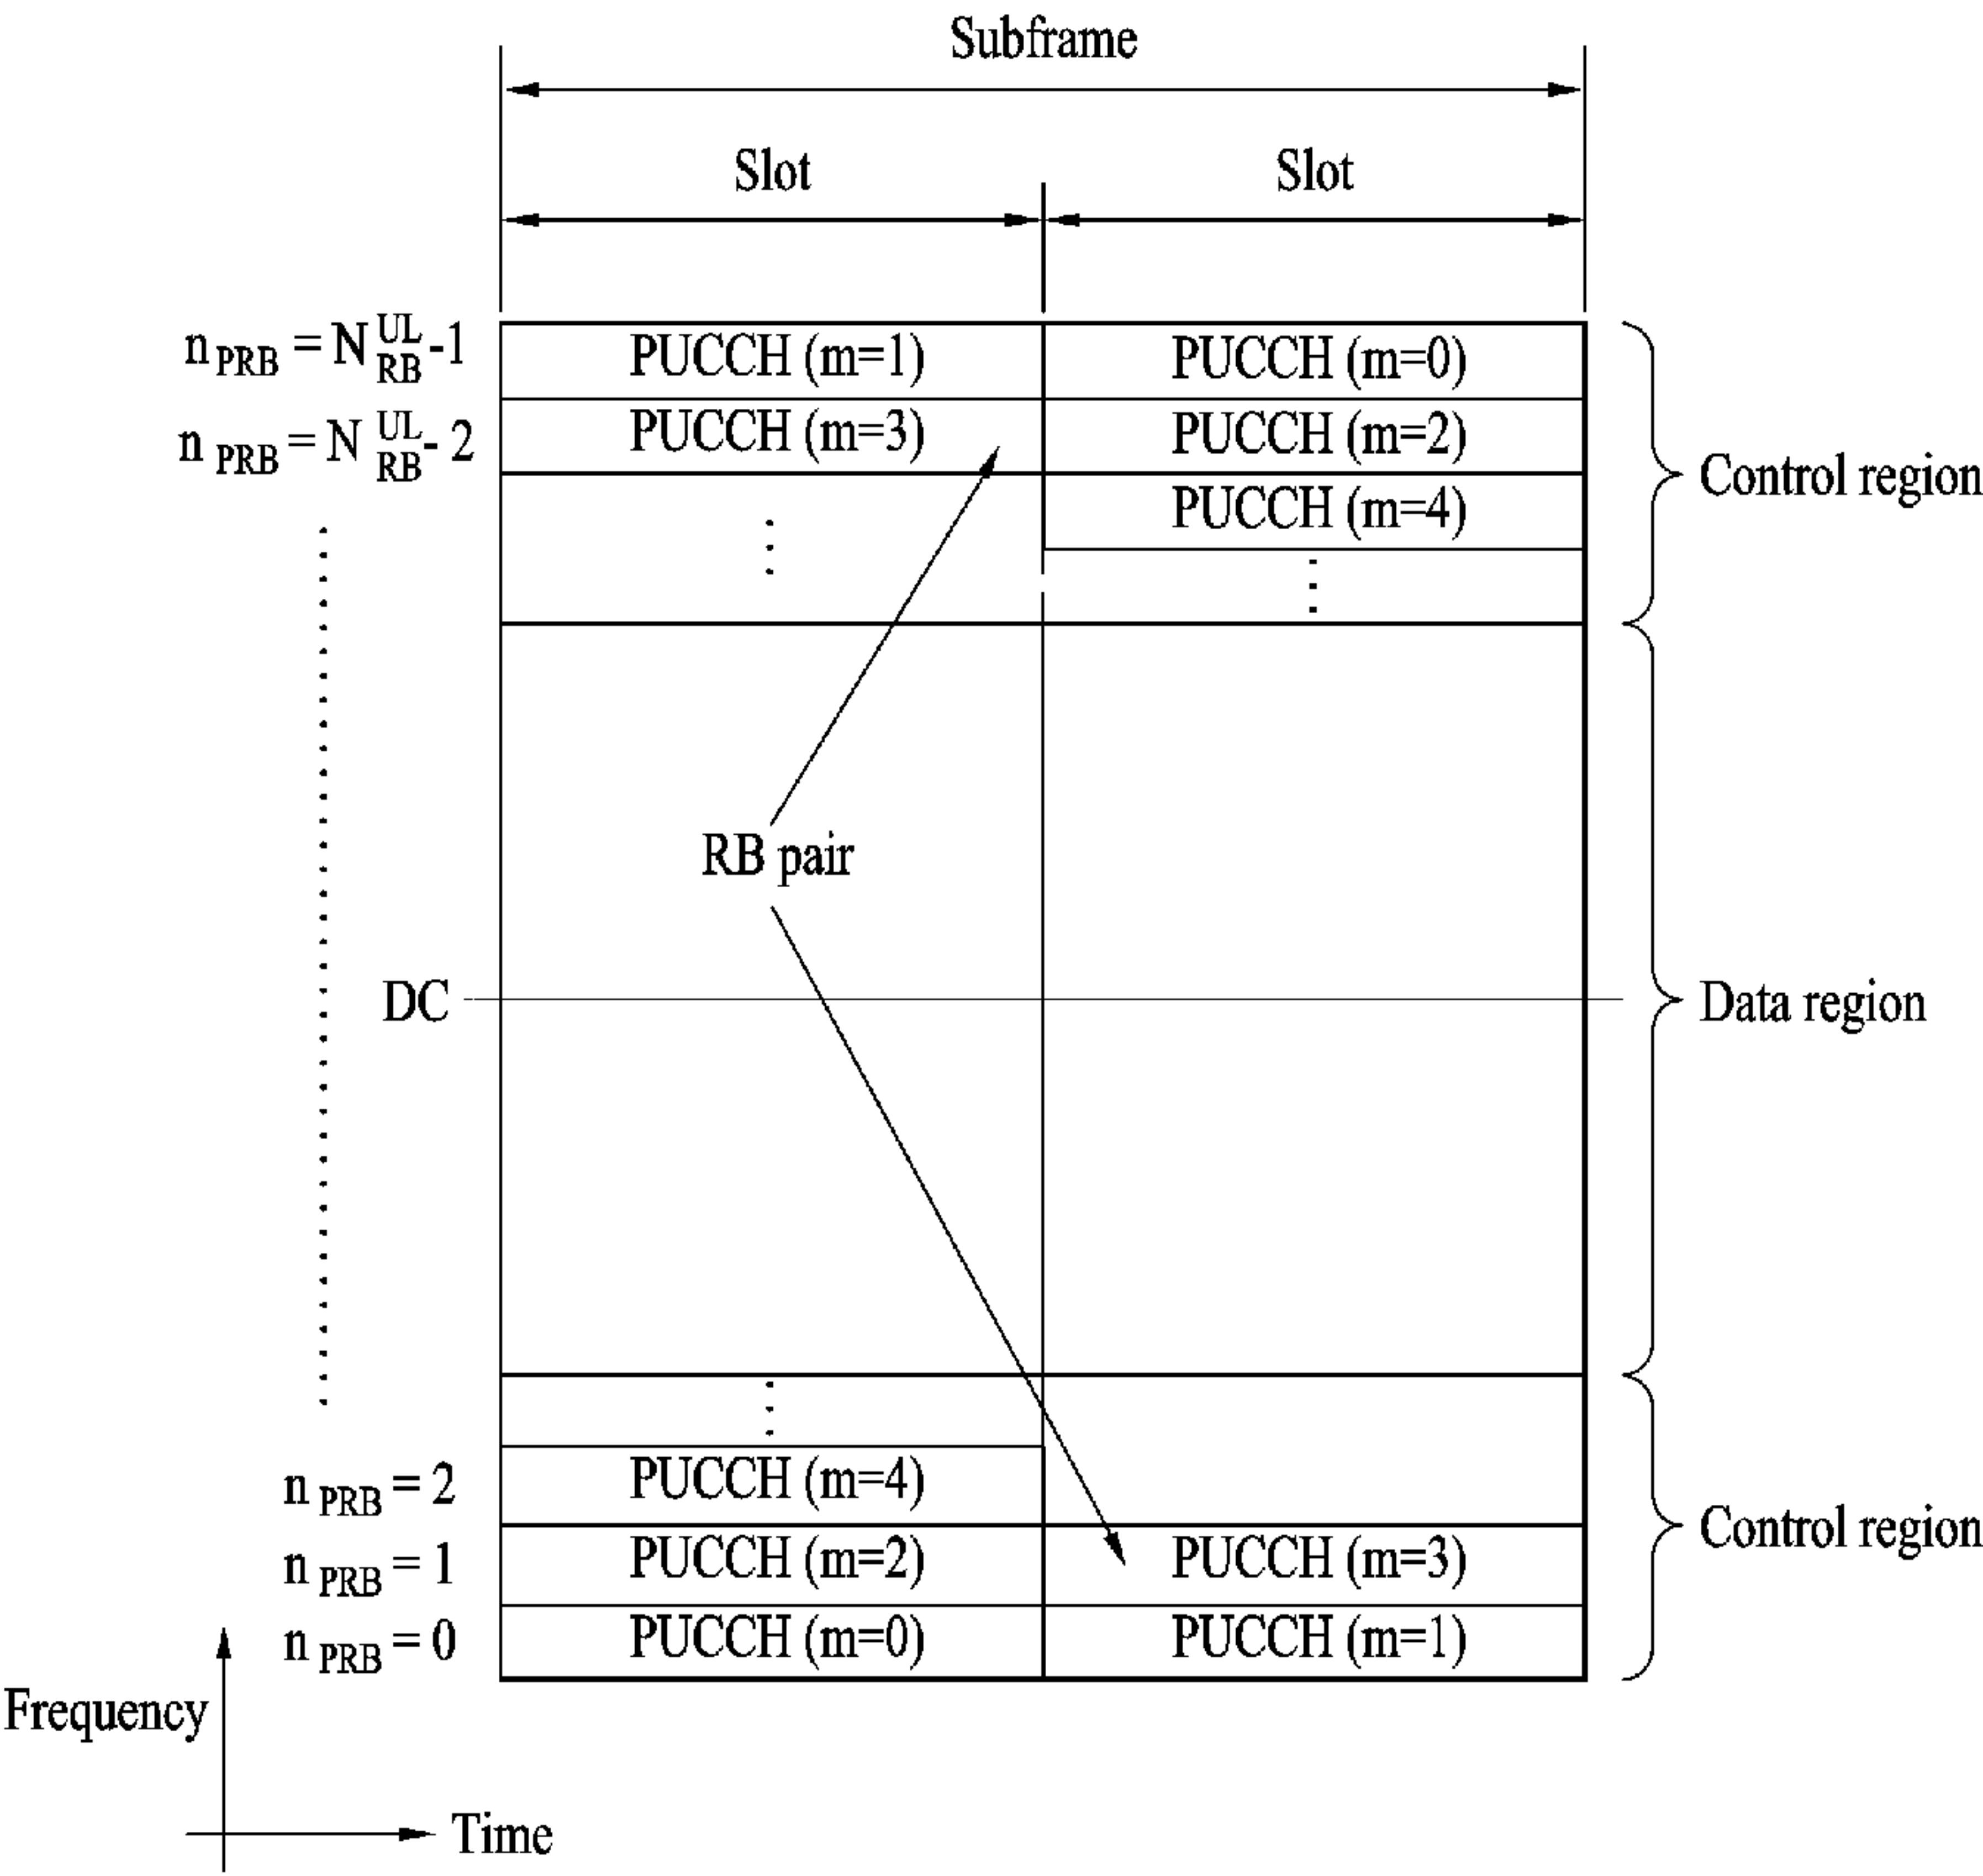 Subframe
Slot Slot
n PRB = N UL RB -1 PUCCH (m=1) PUCCH (m=0)
n PRB = N UL RB - 2 PUCCH (m=3) PUCCH (m=2)
Control region
PUCCH (m=4)
RB pair
DC
Data region
n PRB = 2 PUCCH (m=4)
Control region
n PRB = 1 PUCCH (m=2) PUCCH (m=3)
n PRB = 0 PUCCH (m=0) PUCCH (m=1)
Frequency
Time